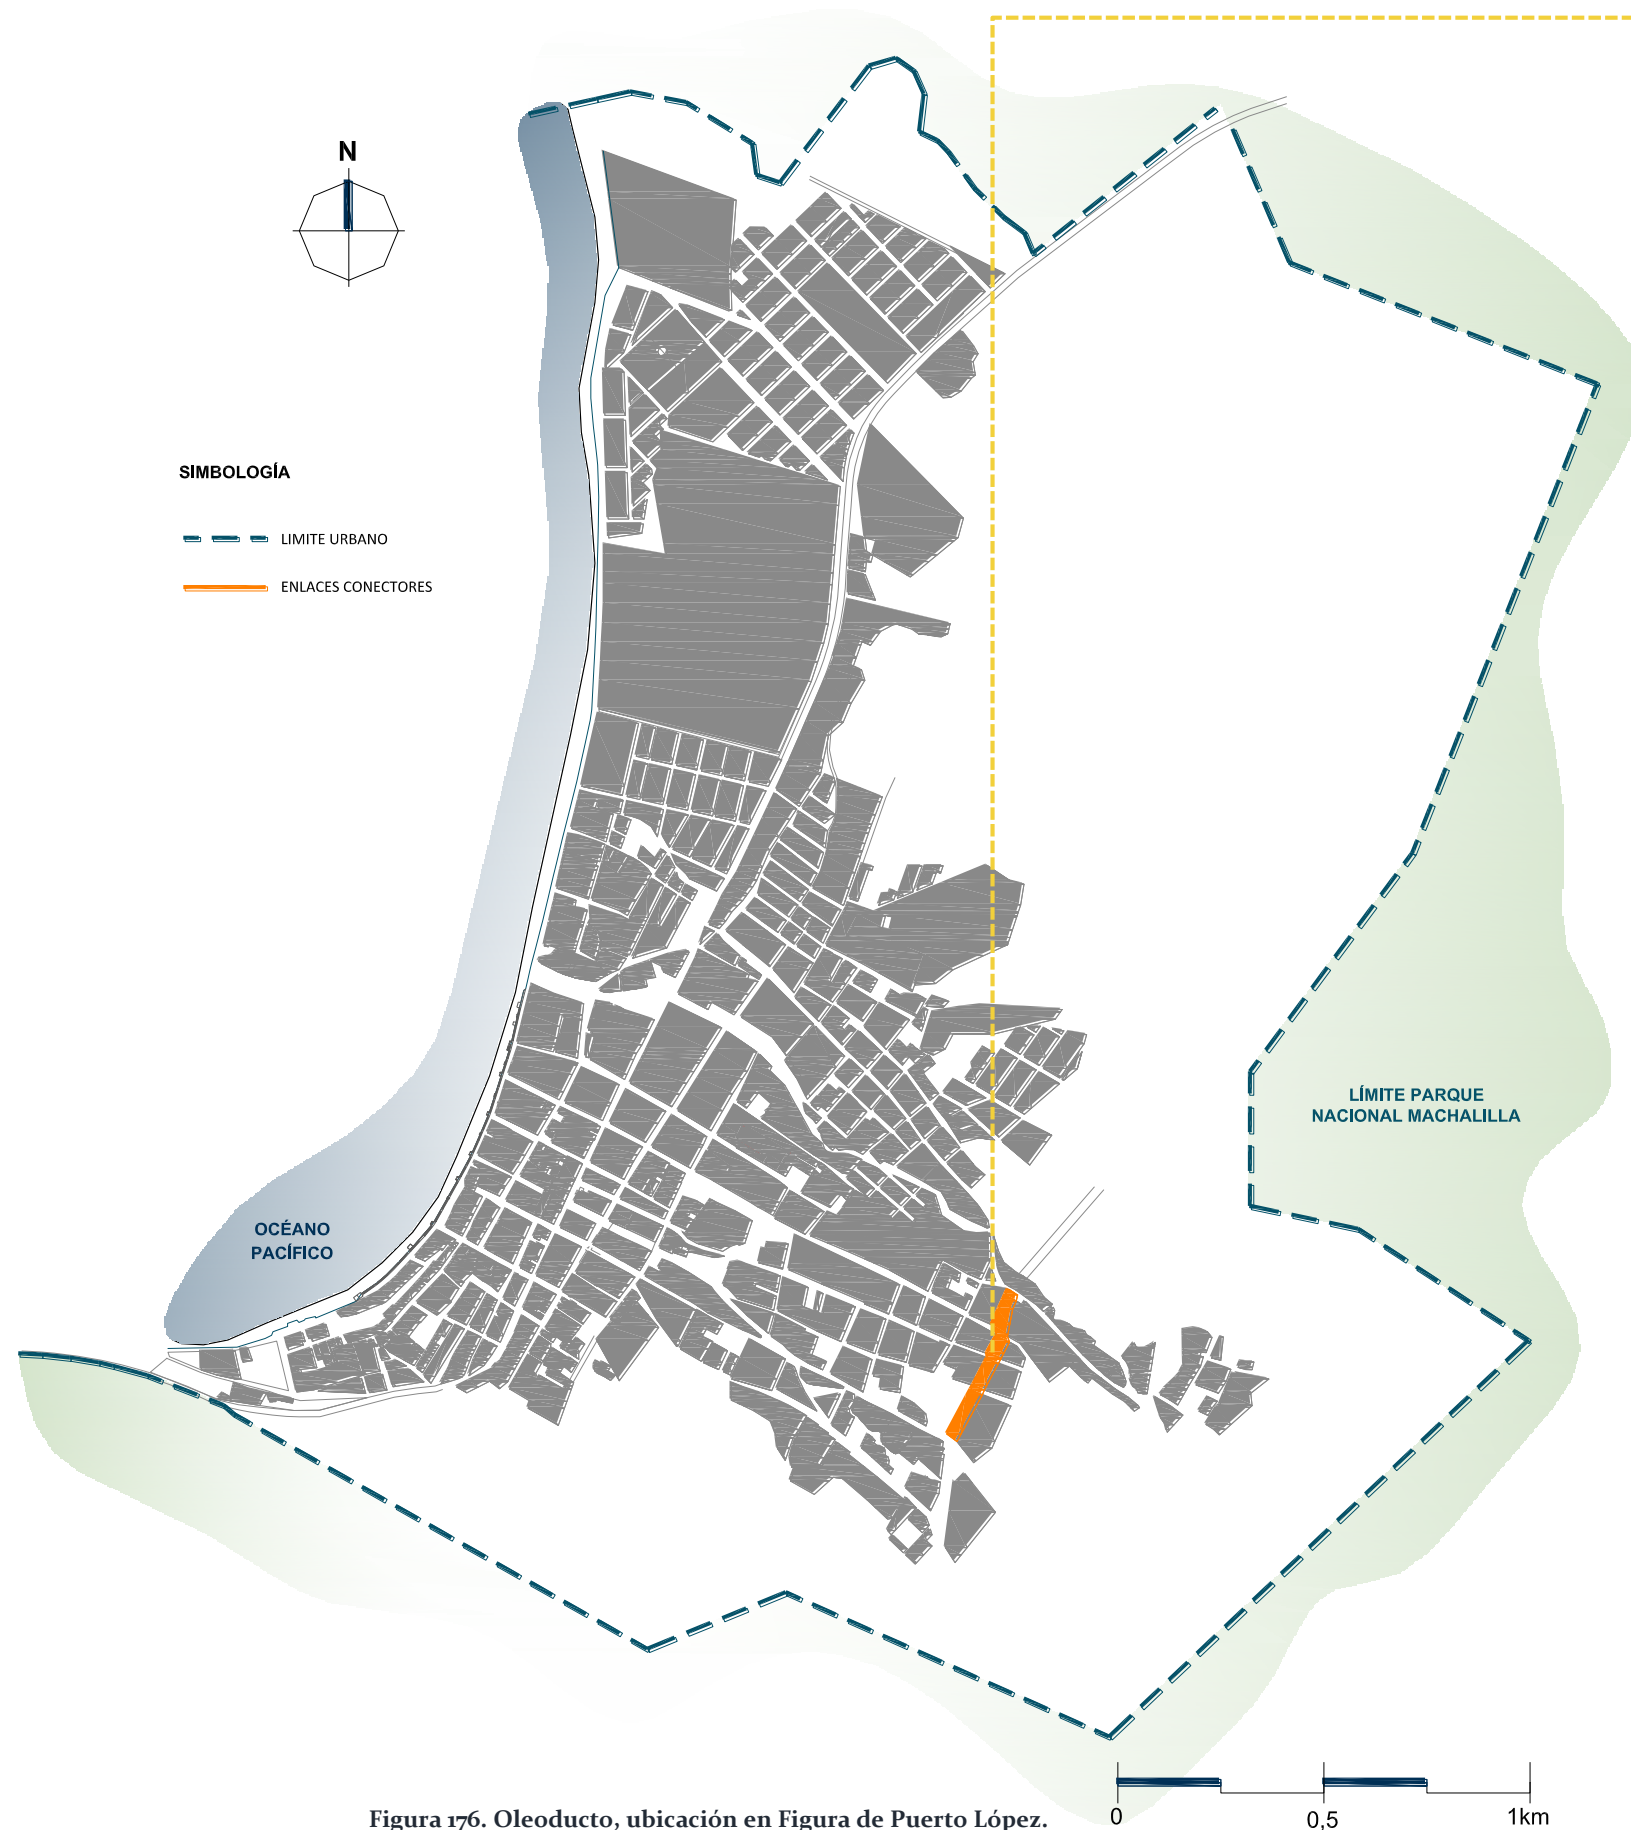 N
SIMBOLOGÍA
LIMITE URBANO
ENLACES CONECTORES
LÍMITE PARQUE
NACIONAL MACHALILLA
OCÉANO
PACÍFICO
0
0,5
1km
Figura 176. Oleoducto, ubicación en Figura de Puerto López.